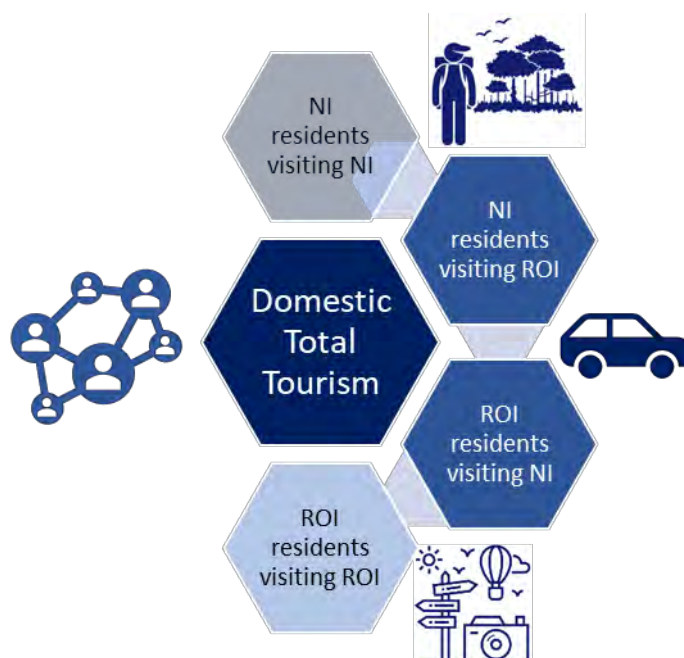 NI
residents
visiting NI
NI
residents
visiting ROI
Domestic
Total
Tourism
ROI
residents
visiting NI
ROI
residents
visiting ROI